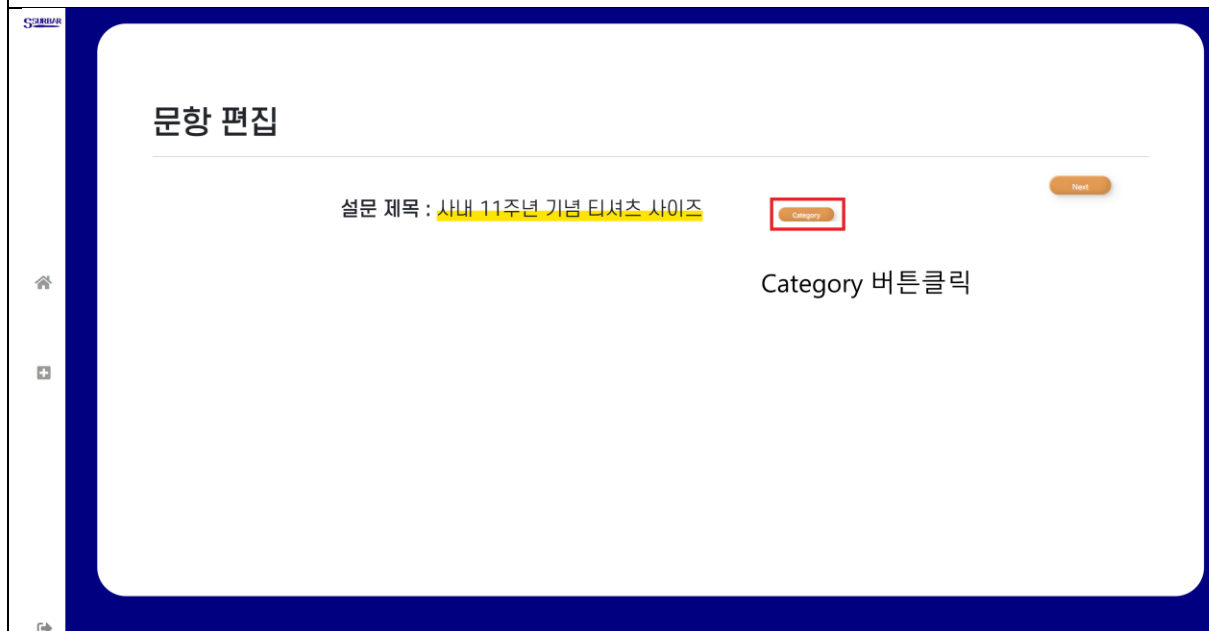 SSURBAR
문항 편집
Next
설문 제목 : 사내 11주년 기념 티셔츠 사이즈
Category
Category 버튼클릭